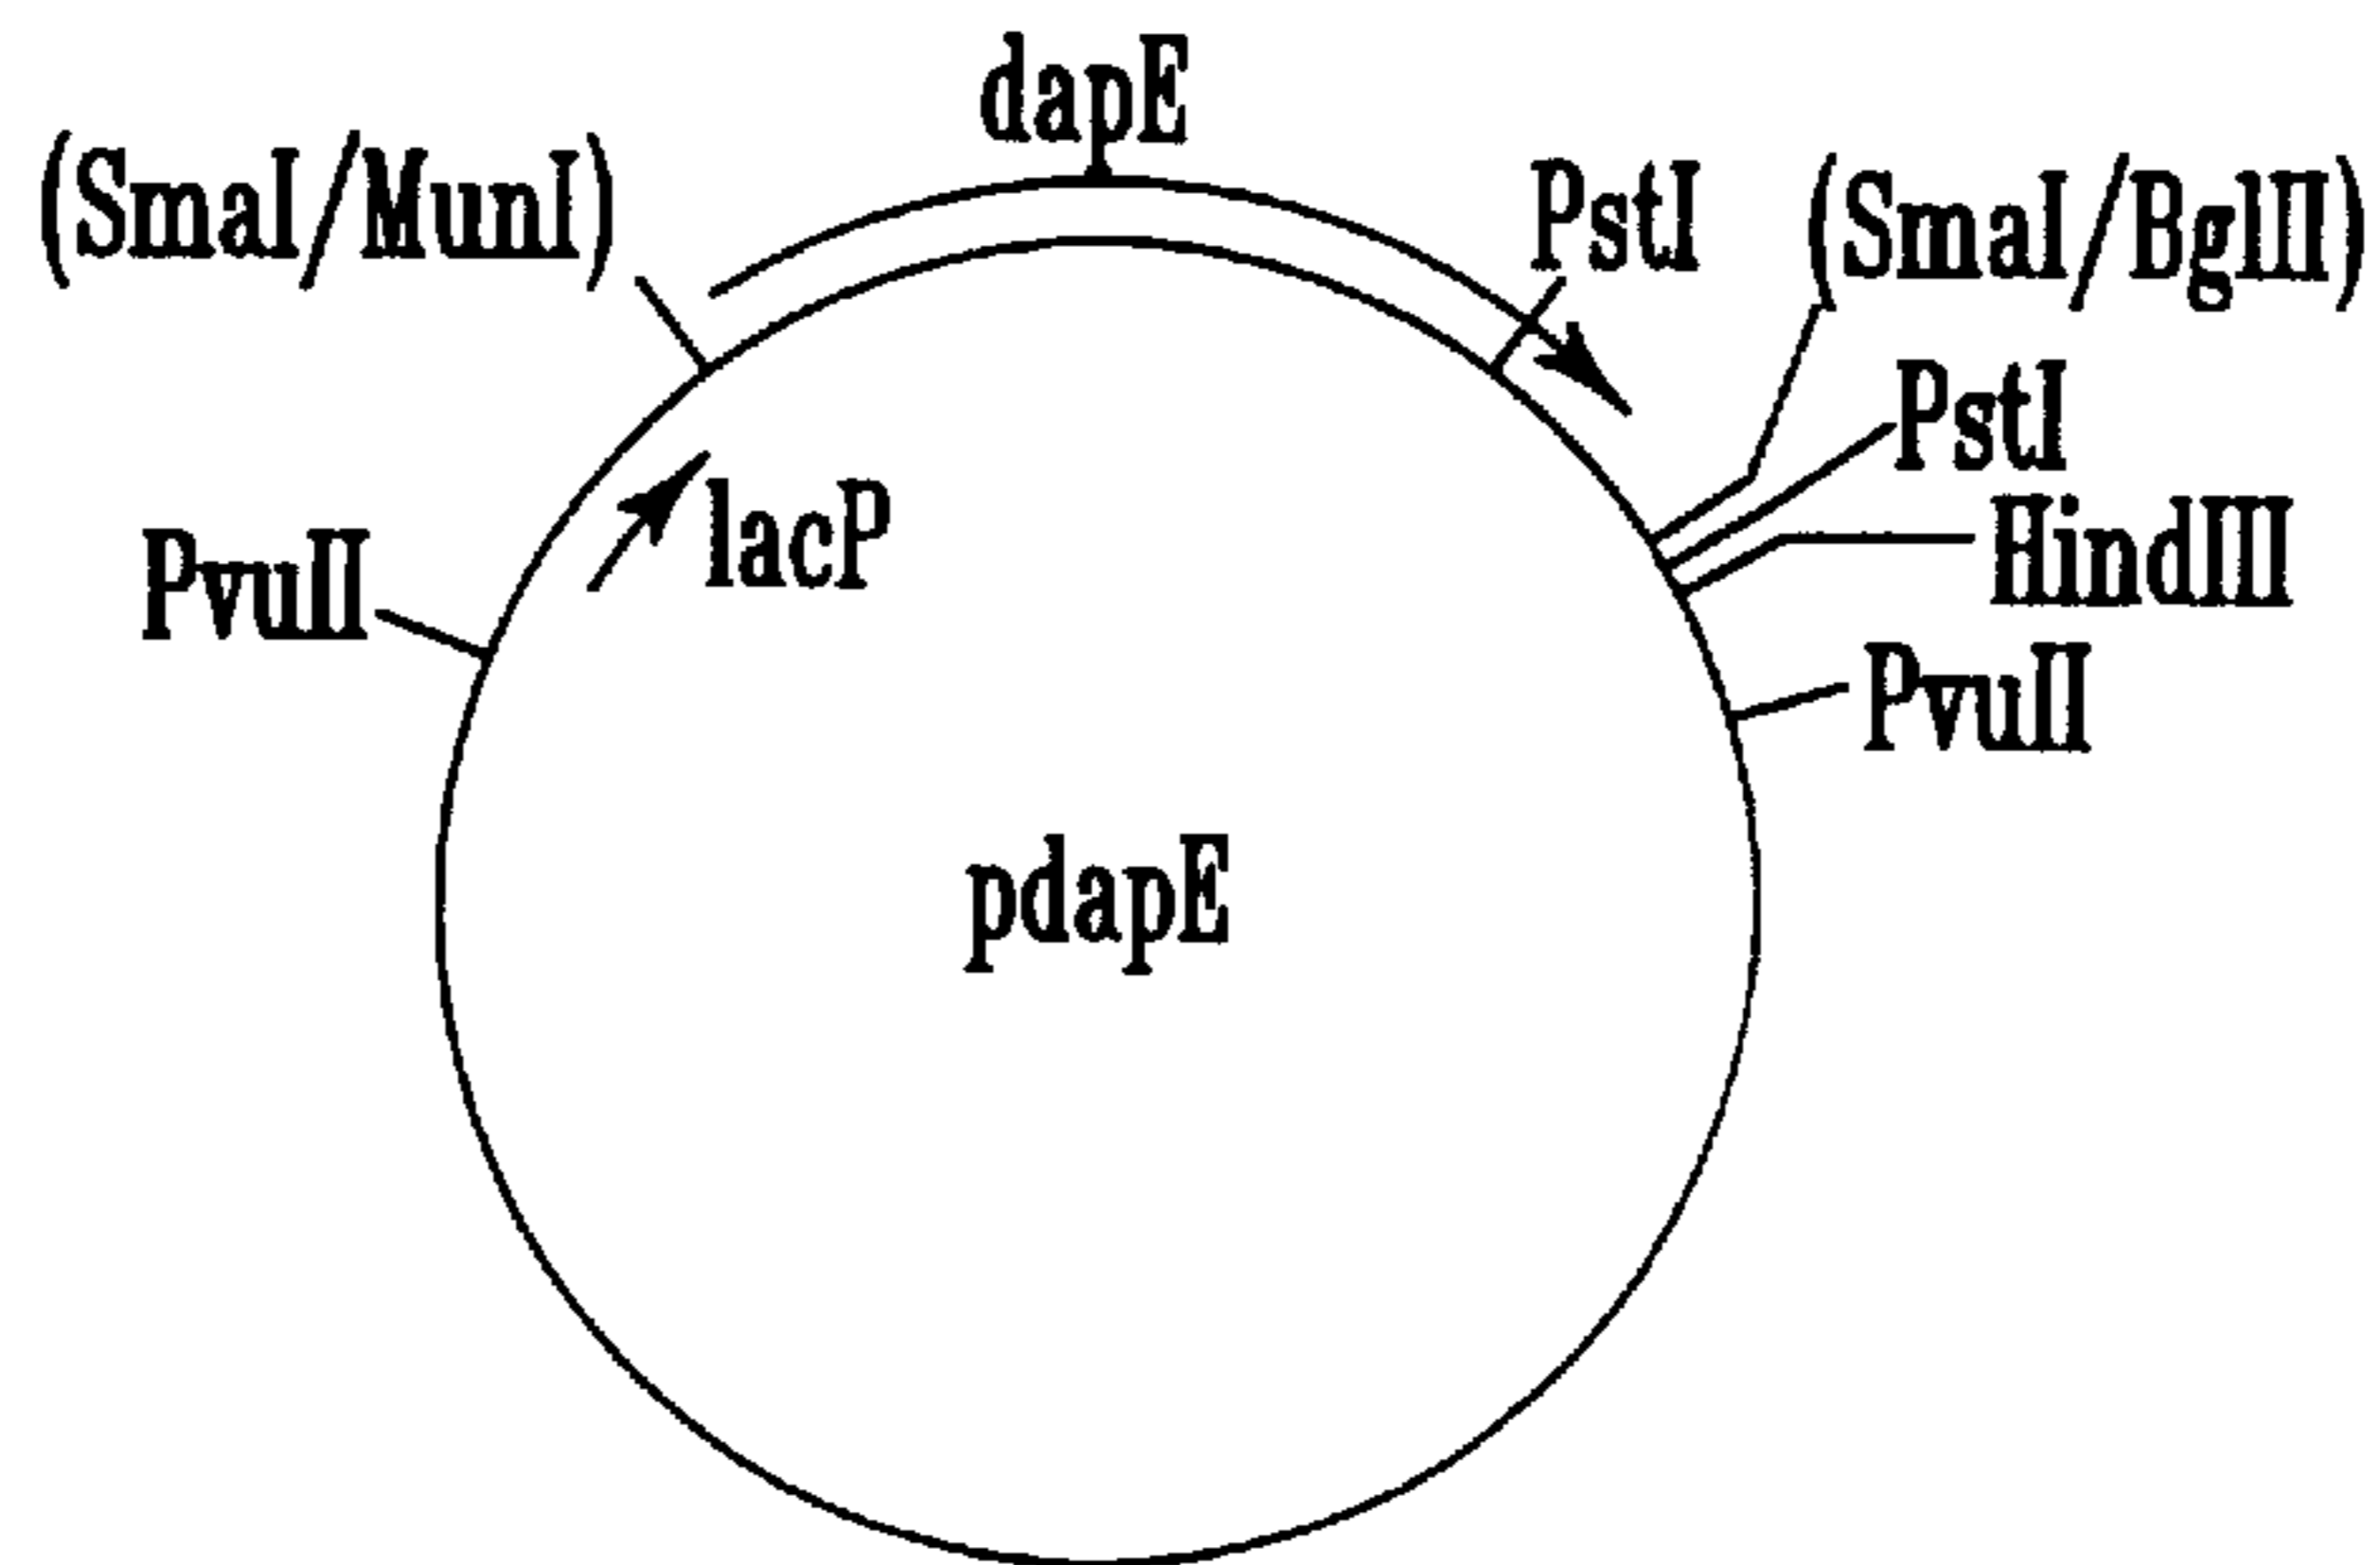 dapE
(SmaI/MunI)
PstI
(SmaI/BglII)
PstI
HindIII
PvuII
lacP
PvuII
pdapE